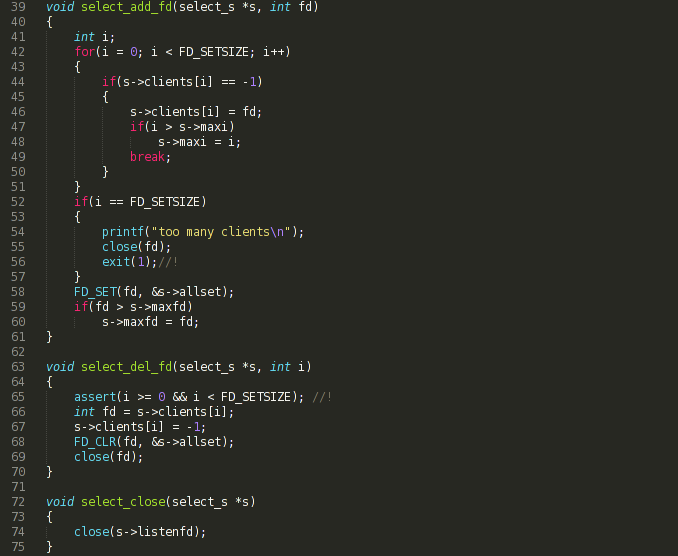 39 void select_add_fd(select_s *s, int fd)
40 {
41     int i;
42     for(i = 0; i < FD_SETSIZE; i++)
43     {
44         if(s->clients[i] == -1)
45         {
46             s->clients[i] = fd;
47             if(i > s->maxi)
48                 s->maxi = i;
49             break;
50         }
51     }
52     if(i == FD_SETSIZE)
53     {
54         printf("too many clients\n");
55         close(fd);
56         exit(1);//!
57     }
58     FD_SET(fd, &s->allset);
59     if(fd > s->maxfd)
60         s->maxfd = fd;
61 }
62
63 void select_del_fd(select_s *s, int i)
64 {
65     assert(i >= 0 && i < FD_SETSIZE); //!
66     int fd = s->clients[i];
67     s->clients[i] = -1;
68     FD_CLR(fd, &s->allset);
69     close(fd);
70 }
71
72 void select_close(select_s *s)
73 {
74     close(s->listenfd);
75 }